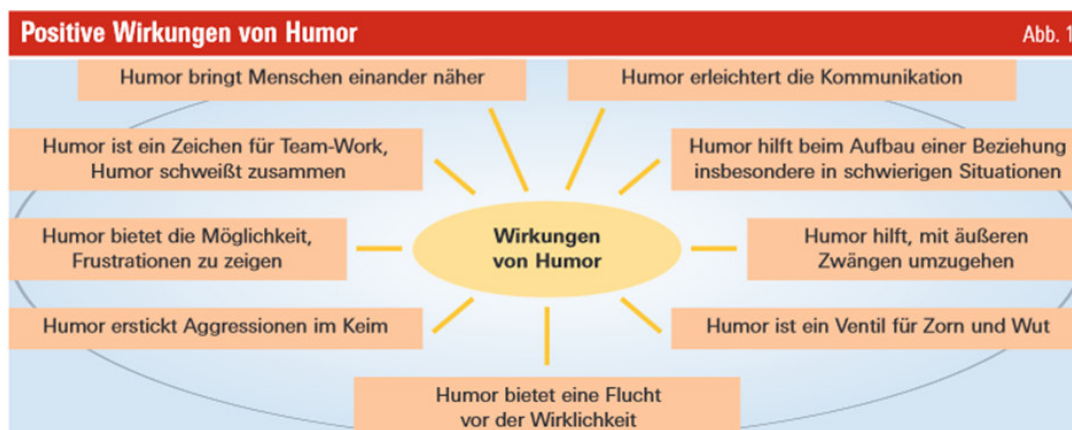 Positive Wirkungen von Humor
Abb. 1
Humor bringt Menschen einander näher
Humor erleichtert die Kommunikation
Humor ist ein Zeichen für Team-Work,
Humor schweißt zusammen
Humor hilft beim Aufbau einer Beziehung
insbesondere in schwierigen Situationen
Humor bietet die Möglichkeit,
Frustrationen zu zeigen
Wirkungen
von Humor
Humor hilft, mit äußeren
Zwängen umzugehen
Humor erstickt Aggressionen im Keim
Humor ist ein Ventil für Zorn und Wut
Humor bietet eine Flucht
vor der Wirklichkeit